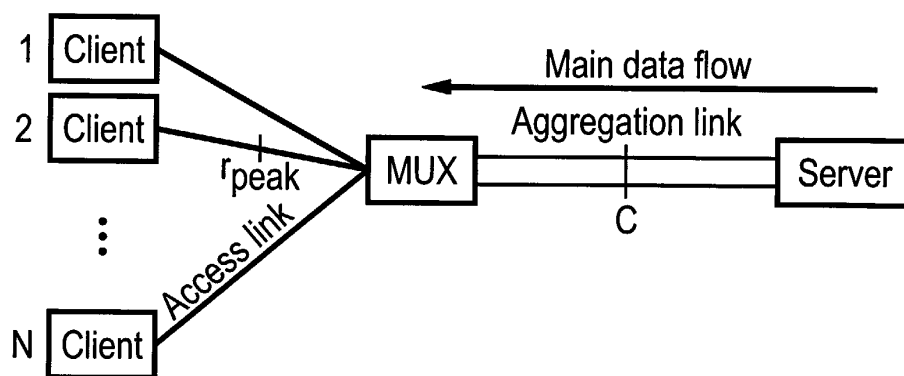 1 Client
Main data flow
2 Client
Aggregation link
r_peak
MUX
Server
C
Access link
N Client